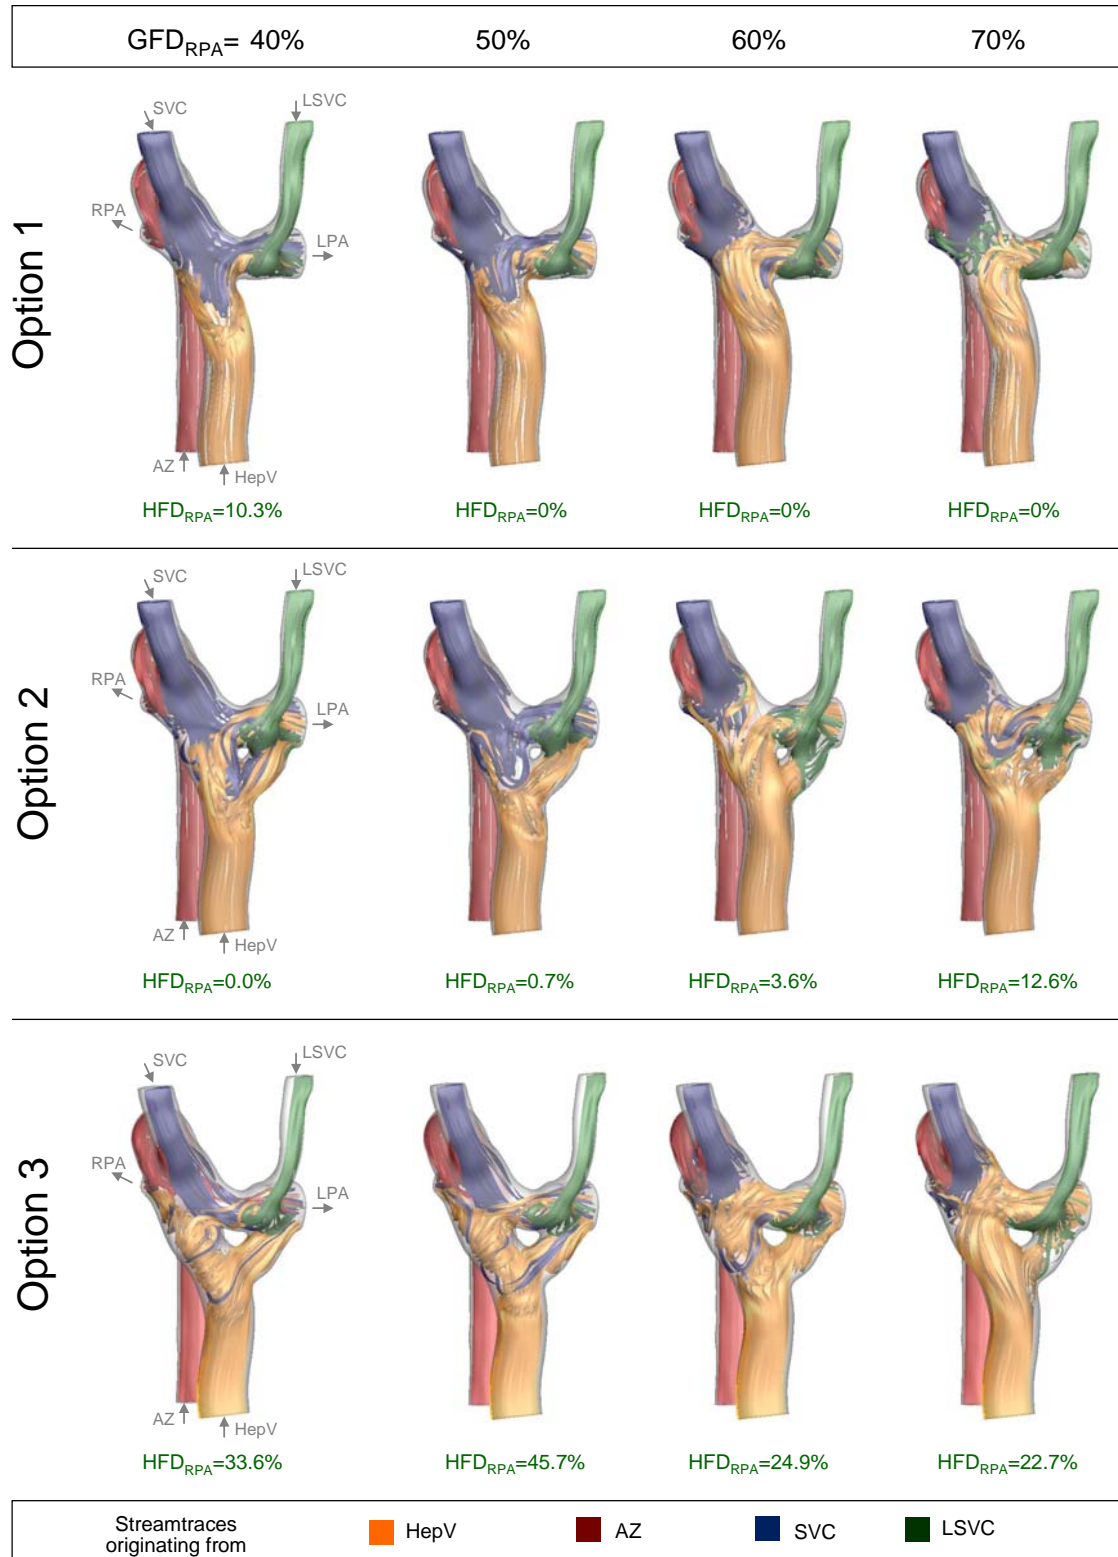 GFDRPA= 40% 50% 60% 70%
Option 1
SVC LSVC
RPA LPA
AZ HepV
HFDRPA=10.3% HFDRPA=0% HFDRPA=0% HFDRPA=0%
Option 2
SVC LSVC
RPA LPA
AZ HepV
HFDRPA=0.0% HFDRPA=0.7% HFDRPA=3.6% HFDRPA=12.6%
Option 3
SVC LSVC
RPA LPA
AZ HepV
HFDRPA=33.6% HFDRPA=45.7% HFDRPA=24.9% HFDRPA=22.7%
Streamtraces
originating from
HepV AZ SVC LSVC